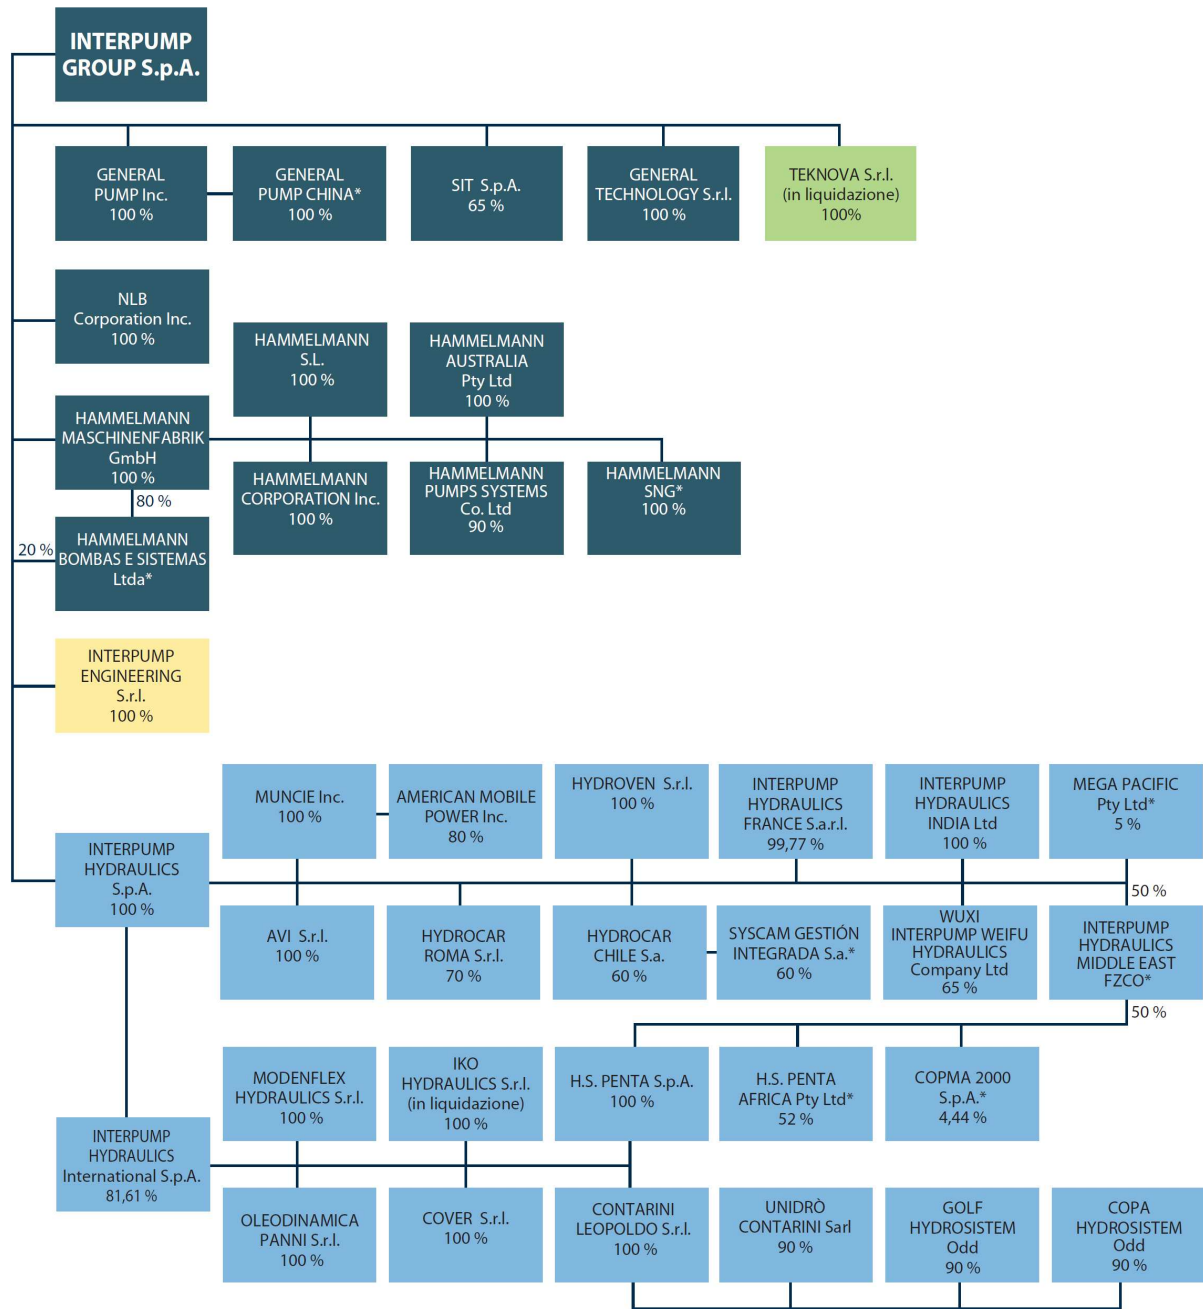 INTERPUMP
GROUP S.p.A.
GENERAL
PUMP Inc.
100 %
GENERAL
PUMP CHINA*
100 %
SIT S.p.A.
65 %
GENERAL
TECHNOLOGY S.r.l.
100 %
TEKNOVA S.r.l.
(in liquidazione)
100%
NLB
Corporation Inc.
100 %
HAMMELMANN
S.L.
100 %
HAMMELMANN
AUSTRALIA
Pty Ltd
100 %
HAMMELMANN
MASCHINENFABRIK
GmbH
100 %
HAMMELMANN
CORPORATION Inc.
100 %
HAMMELMANN
PUMPS SYSTEMS
Co. Ltd
90 %
HAMMELMANN
SNG*
100 %
80 %
20 %
HAMMELMANN
BOMBAS E SISTEMAS
Ltda*
INTERPUMP
ENGINEERING
S.r.l.
100 %
MUNCIE Inc.
100 %
AMERICAN MOBILE
POWER Inc.
80 %
HYDROVEN S.r.l.
100 %
INTERPUMP
HYDRAULICS
FRANCE S.a.r.l.
99,77 %
INTERPUMP
HYDRAULICS
INDIA Ltd
100 %
MEGA PACIFIC
Pty Ltd*
5 %
INTERPUMP
HYDRAULICS
S.p.A.
100 %
50 %
AVI S.r.l.
100 %
HYDROCAR
ROMA S.r.l.
70 %
HYDROCAR
CHILE S.a.
60 %
SYSCAM GESTIÓN
INTEGRADA S.a.*
60 %
WUXI
INTERPUMP WEIFU
HYDRAULICS
Company Ltd
65 %
INTERPUMP
HYDRAULICS
MIDDLE EAST
FZCO*
50 %
MODENFLEX
HYDRAULICS S.r.l.
100 %
IKO
HYDRAULICS S.r.l.
(in liquidazione)
100 %
H.S. PENTA S.p.A.
100 %
H.S. PENTA
AFRICA Pty Ltd*
52 %
COPMA 2000
S.p.A.*
4,44 %
INTERPUMP
HYDRAULICS
International S.p.A.
81,61 %
OLEODINAMICA
PANNI S.r.l.
100 %
COVER S.r.l.
100 %
CONTARINI
LEOPOLDO S.r.l.
100 %
UNIDRÒ
CONTARINI Sarl
90 %
GOLF
HYDROSISTEM
Odd
90 %
COPA
HYDROSISTEM
Odd
90 %